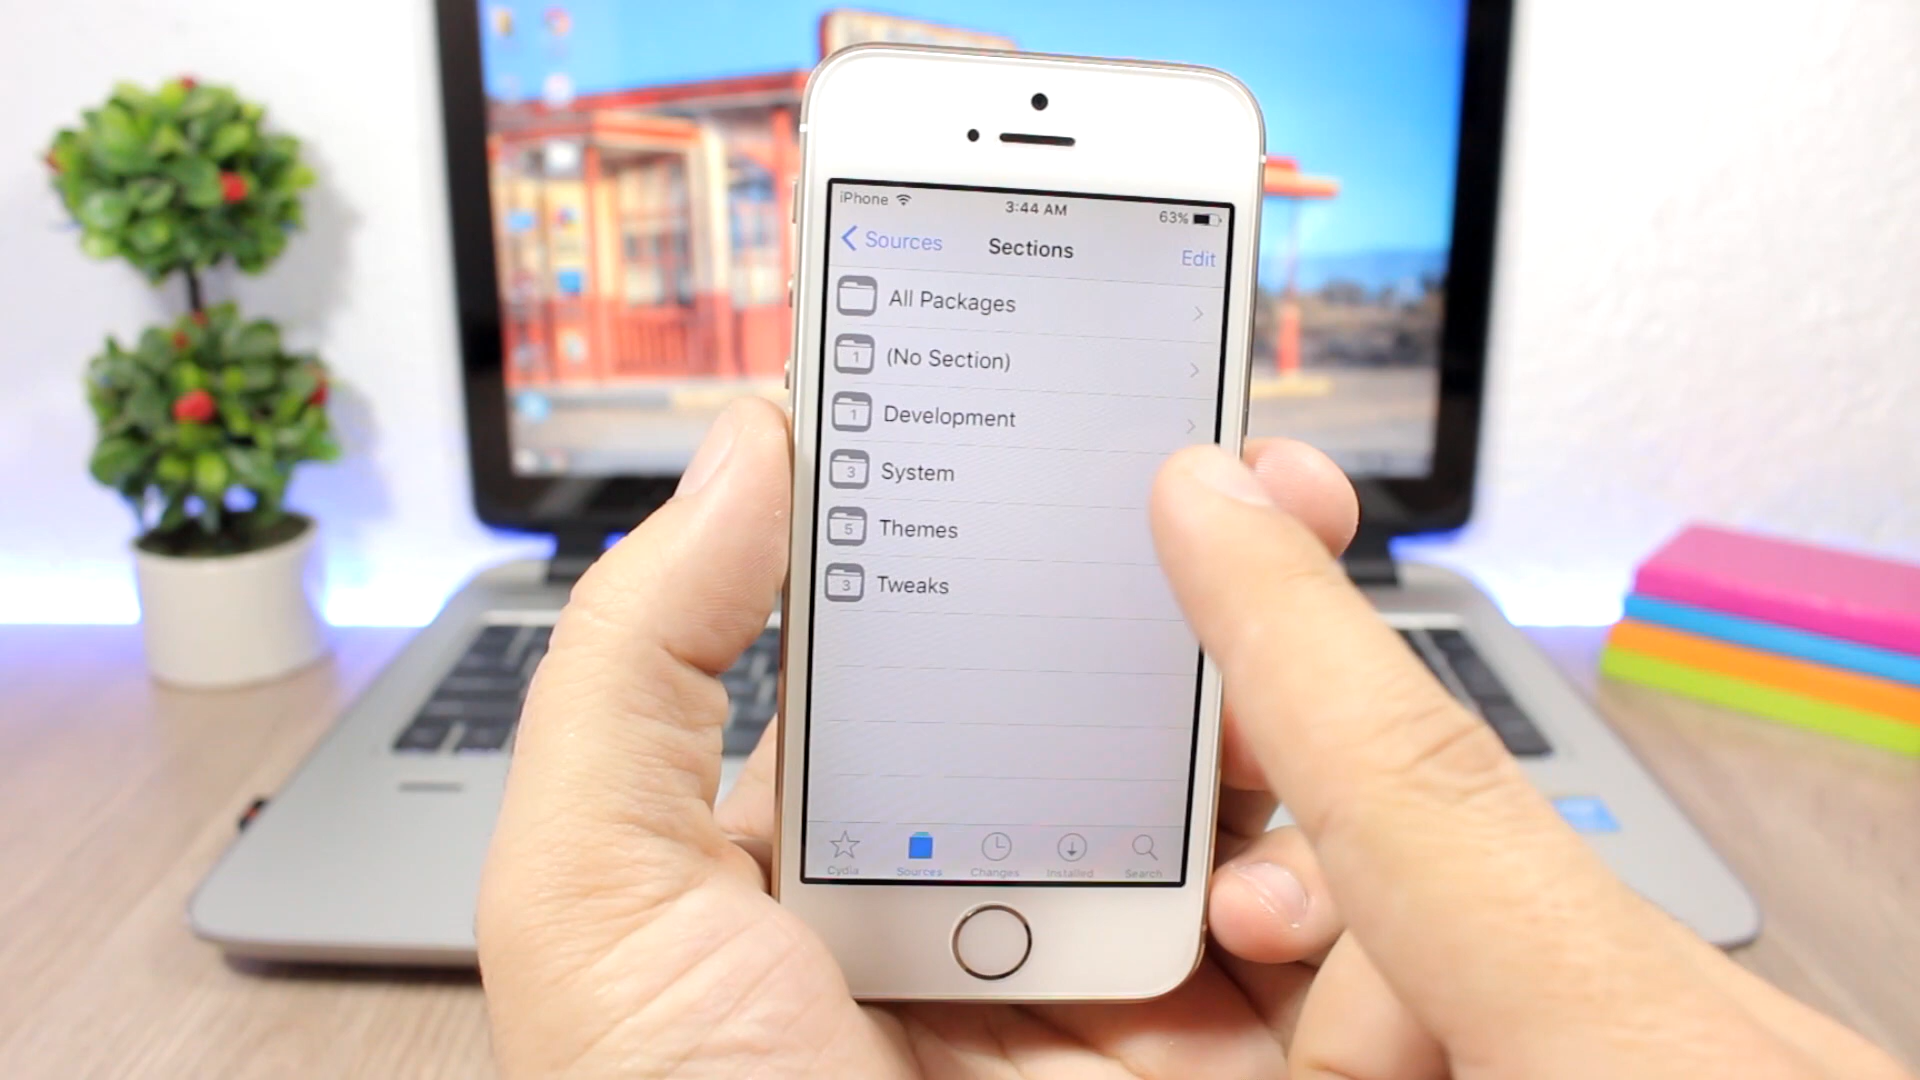 iPhone 3:44 AM 63%
Sources Sections Edit
All Packages
1 (No Section)
1 Development
3 System
5 Themes
3 Tweaks
Cydia Sources Changes Installed Search